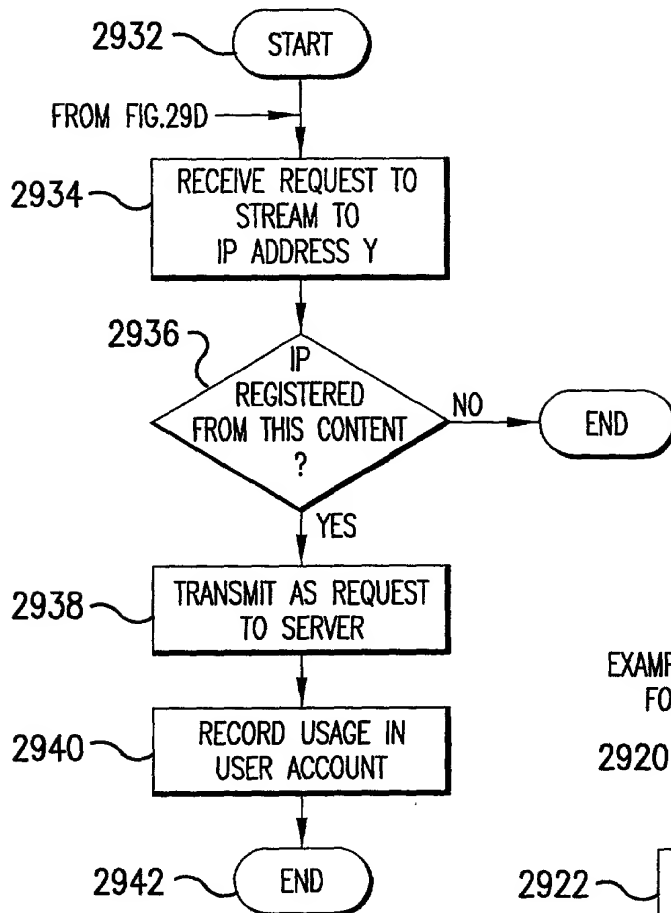 2932
START
FROM FIG.29D
2934
RECEIVE REQUEST TO
STREAM TO
IP ADDRESS Y
2936
IP
REGISTERED
FROM THIS CONTENT
?
NO
END
YES
2938
TRANSMIT AS REQUEST
TO SERVER
2940
RECORD USAGE IN
USER ACCOUNT
2942
END
2920
2922